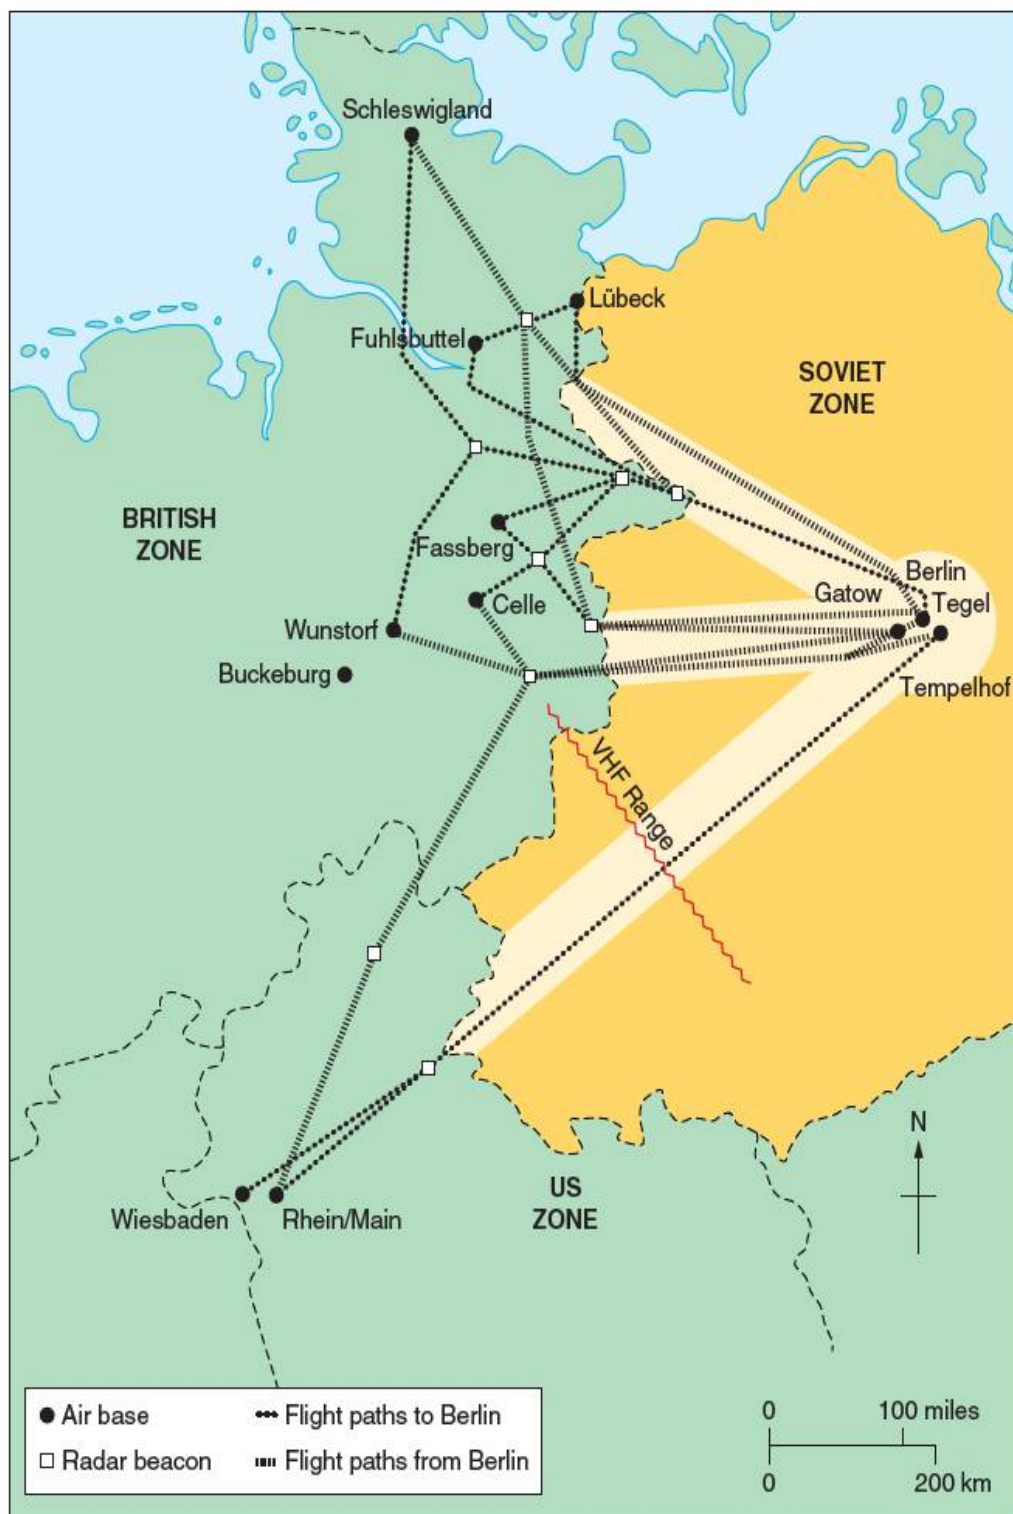 Schleswigland
Lübeck
Fuhlsbuttel
SOVIET
ZONE
BRITISH
ZONE
Fassberg
Berlin
Gatow
Tegel
Celle
Wunstorf
Buckeburg
Tempelhof
VHF Range
N
US
ZONE
Wiesbaden
Rhein/Main
Air base
Flight paths to Berlin
Radar beacon
Flight paths from Berlin
0 100 miles
0 200 km